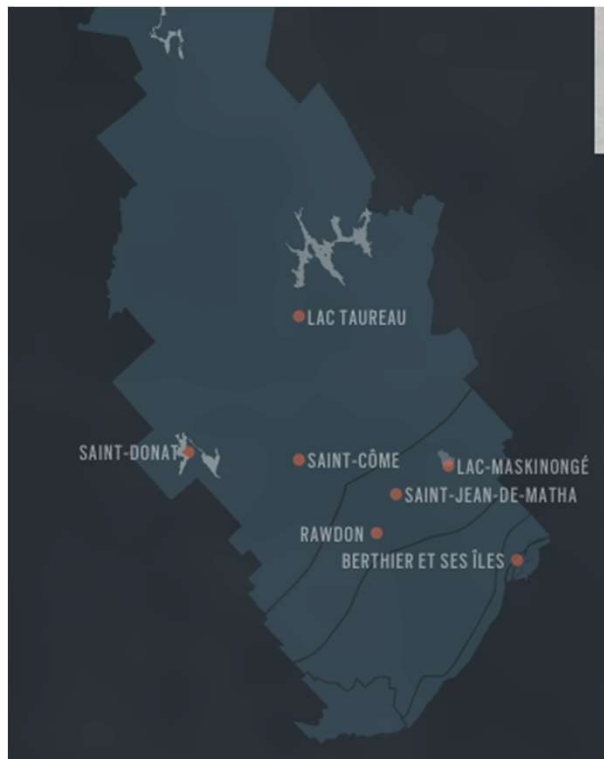 LAC TAUREAU
SAINT-DONAT
SAINT-CÔME
LAC-MASKINONGÉ
SAINT-JEAN-DE-MATHA
RAWDON
BERTHIER ET SES ÎLES